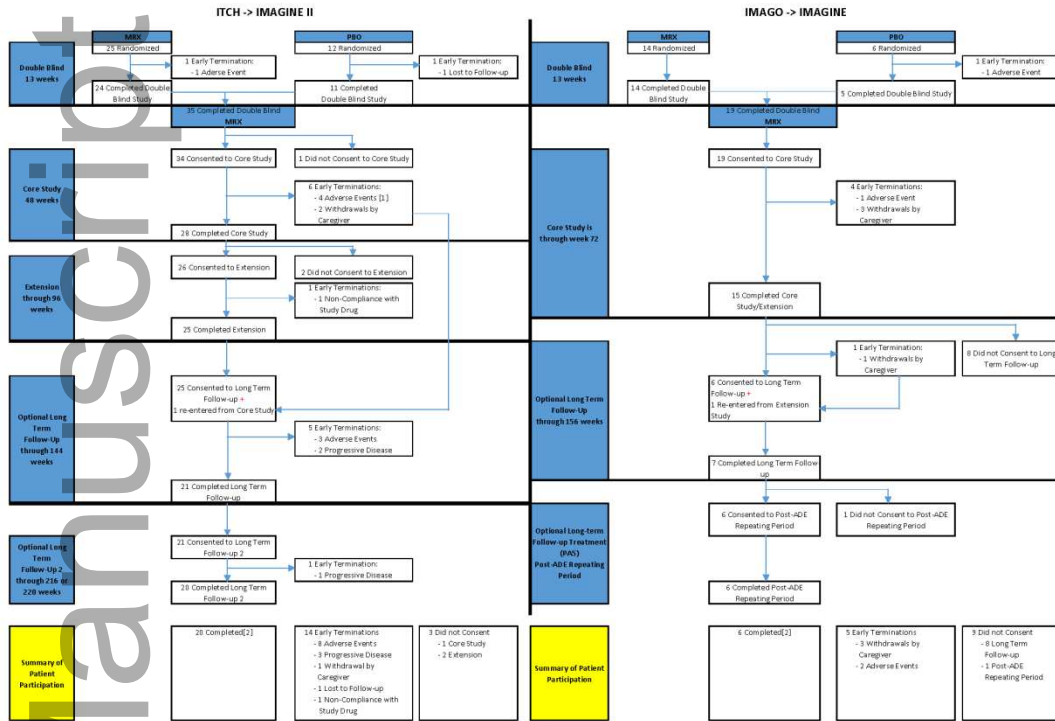 ITCH -> IMAGINE II
MRX
25 Randomized
PBO
12 Randomized
Double Blind
13 weeks
1 Early Termination:
- 1 Aderse Event
1 Early Termination:
- 1 Lost to Follow-up
24 Completed Double
Blind Study
11 Completed
Double Blind Study
35 Completed Double Blind
MRX
Core Study
48 weeks
34 Consented to Core Study
1 Did not Consent to Core Study
6 Early Terminations:
- 4 Adverse Events [1]
- 2 Withdrawals by
Caregiver
28 Completed Core Study
Extension
through 96
weeks
26 Consented to Extension
2 Did not Consent to Extension
1 Early Terminations:
- 1 Non-Compliance with
Study Drug
25 Completed Extension
Optional Long
Term
Follow-Up
through 144
weeks
25 Consented to Long Term
Follow-up +
1 re-entered from Core Study
5 Early Terminations:
- 3 Adverse Events
- 2 Progressive Disease
21 Completed Long Term
Follow-up
Optional Long
Term
Follow-Up 2
through 216 or
220 weeks
21 Consented to Long Term
Follow-up 2
1 Early Termination:
- 1 Progressive Disease
20 Completed Long Term
Follow-up 2
Summary of
Patient
Participation
20 Completed[2]
14 Early Terminations
- 8 Adverse Events
- 3 Progressive Disease
- 1 Withdrawal by
Caregiver
- 1 Lost to Follow-up
- 1 Non-Compliance with
Study Drug
3 Did not Consent
- 1 Core Study
- 2 Extension
IMAGO -> IMAGINE
MRX
14 Randomized
PBO
6 Randomized
Double Blind
13 weeks
1 Early Termination:
- 1 Adverse Event
14 Completed Double
Blind Study
5 Completed Double Blind Study
19 Completed Double Blind
MRX
Core Study is
through week 72
19 Consented to Core Study
4 Early Termination:
- 1 Adverse Event
- 3 Withdrawals by
Caregiver
15 Completed Core
Study/Extension
Optional Long Term
Follow-Up
through 156 weeks
1 Early Termination:
- 1 Withdrawals by
Caregiver
8 Did not Consent to Long
Term Follow-up
6 Consented to Long Term
Follow-up +
1 Re-entered from Extension
Study
7 Completed Long Term Follow-
up
Optional Long-term
Follow-up Treatment
(PAS)
Post-ADE Repeating
Period
6 Consented to Post-ADE
Repeating Period
1 Did not Consent to Post-ADE
Repeating Period
6 Completed Post-ADE
Repeating Period
Summary of Patient
Participation
6 Completed[2]
5 Early Terminations
- 3 Withdrawals by
Caregiver
- 2 Adverse Events
9 Did not Consent
- 8 Long Term
Follow-up
- 1 Post-ADE
Repeating Period
anuscript